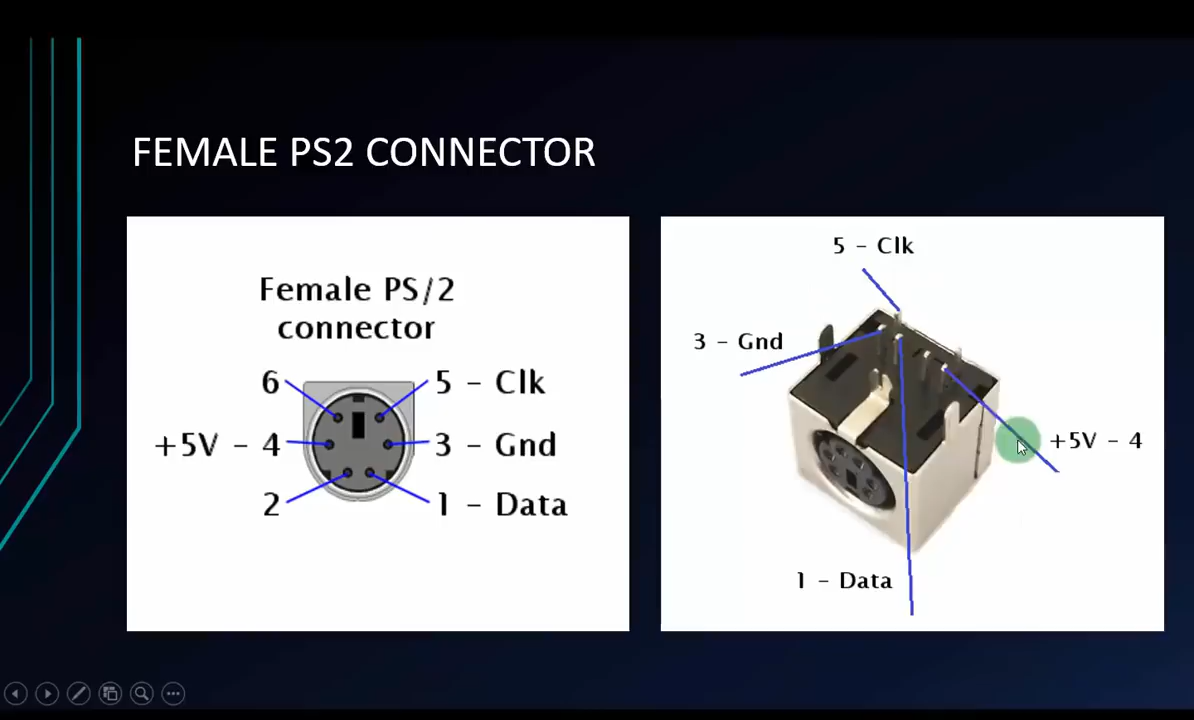 FEMALE PS2 CONNECTOR
Female PS/2
connector
6
5 - Clk
+5V - 4
3 - Gnd
2
1 - Data
5 - Clk
3 - Gnd
+5V - 4
1 - Data